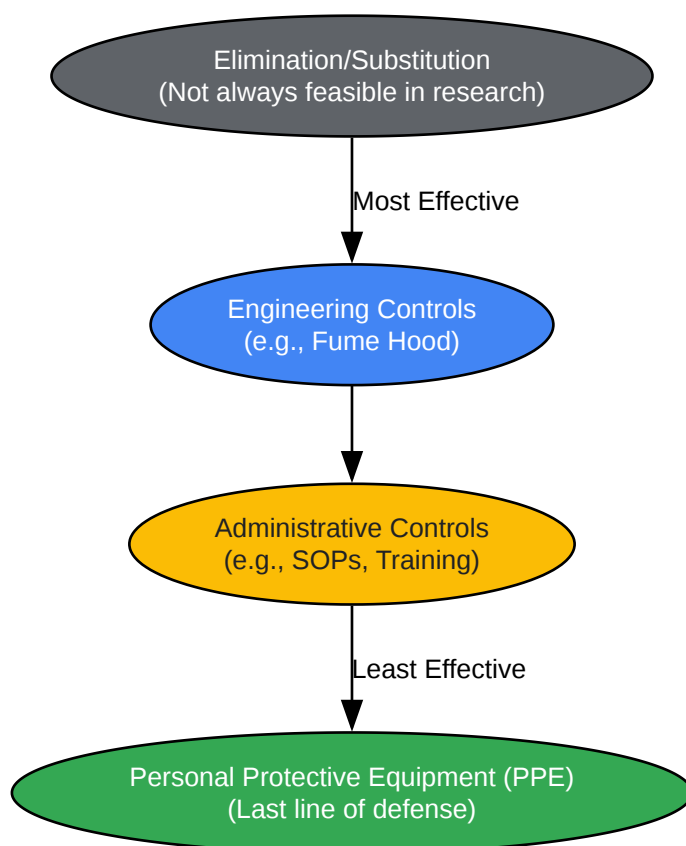 Elimination/Substitution
(Not always feasible in research)
Most Effective
Engineering Controls
(e.g., Fume Hood)
Administrative Controls
(e.g., SOPs, Training)
Least Effective
Personal Protective Equipment (PPE)
(Last line of defense)